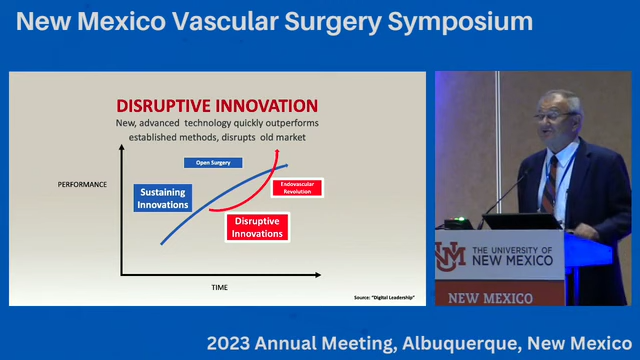 New Mexico Vascular Surgery Symposium
DISRUPTIVE INNOVATION
New, advanced technology quickly outperforms
established methods, disrupts old market
Open Surgery
PERFORMANCE
Sustaining
Innovations
Endovascular
Revolution
Disruptive
Innovations
TIME
Source: "Digital Leadership"
UNM
THE UNIVERSITY OF
NEW MEXICO
NEW MEXICO
2023 Annual Meeting, Albuquerque, New Mexico